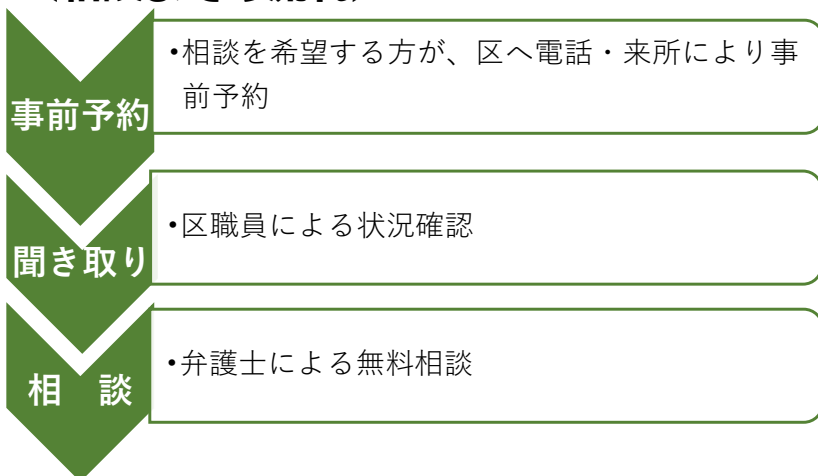 事前予約
•相談を希望する方が、区へ電話・来所により事
前予約
聞き取り
•区職員による状況確認
相　談
•弁護士による無料相談